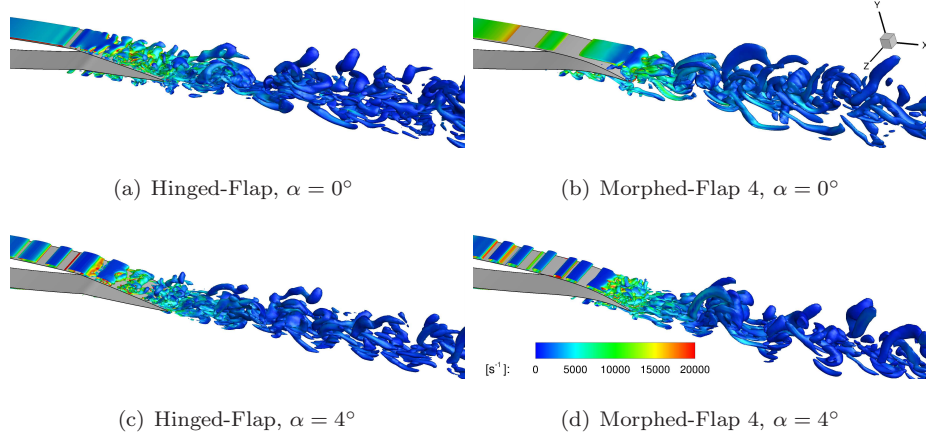 Y
X
Z
(a) Hinged-Flap, α = 0°
(b) Morphed-Flap 4, α = 0°
[s⁻¹]: 0 5000 10000 15000 20000
(c) Hinged-Flap, α = 4°
(d) Morphed-Flap 4, α = 4°